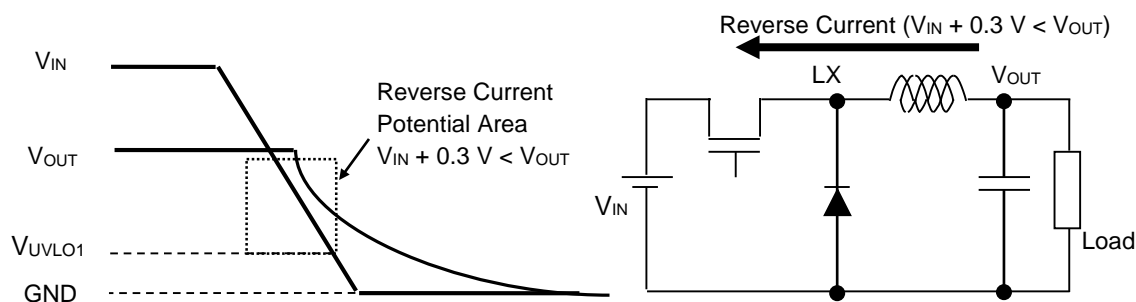 VIN
VOUT
VUVLO1
GND
Reverse Current
Potential Area
VIN + 0.3 V < VOUT
Reverse Current (VIN + 0.3 V < VOUT)
LX
VOUT
VIN
Load